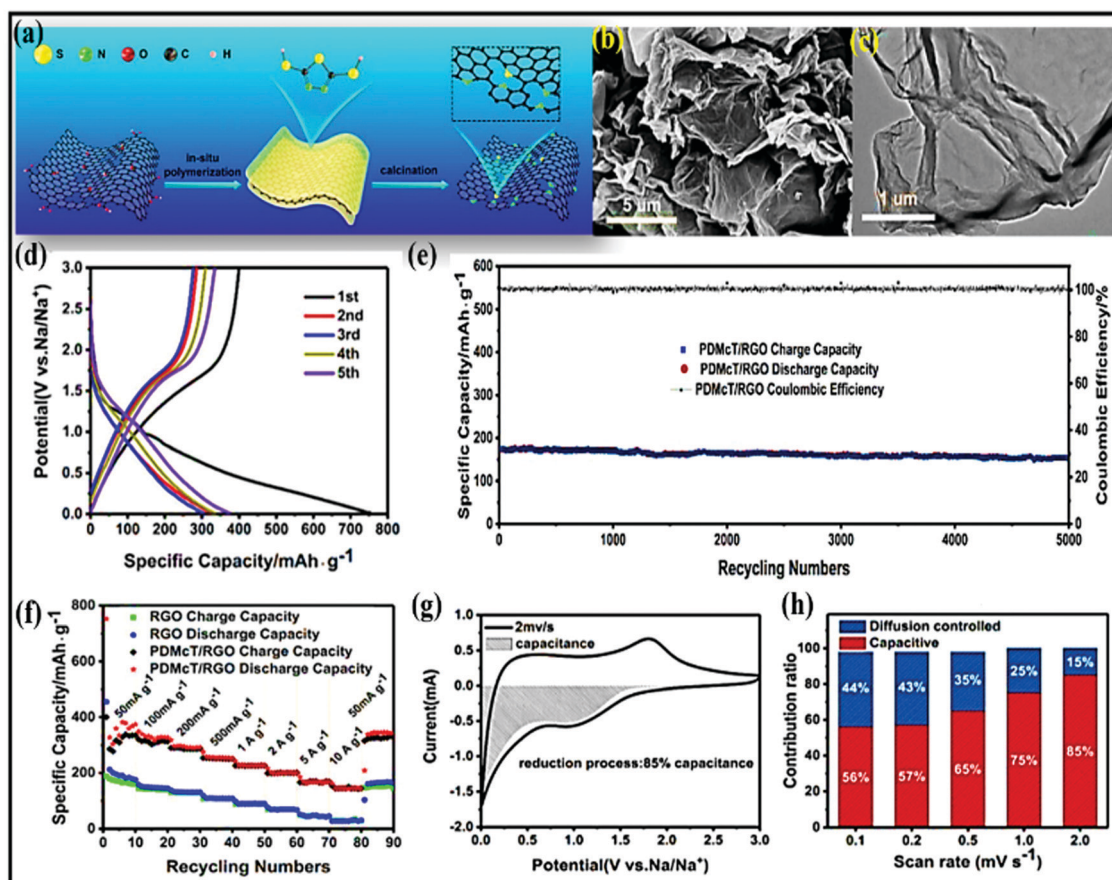 (a)
S N O C H
in-situ
polymerization
calcination
(b)
5 um
(c)
1 um
(d)
Potential(V vs.Na/Na⁺)
3.0
2.5
2.0
1.5
1.0
0.5
0.0
1st
2nd
3rd
4th
5th
0 100 200 300 400 500 600 700 800
Specific Capacity/mAh·g⁻¹
(e)
Specific Capacity/mAh·g⁻¹
600
550
500
450
400
350
300
250
200
150
100
50
0
PDMcT/RGO Charge Capacity
PDMcT/RGO Discharge Capacity
PDMcT/RGO Coulombic Efficiency
100
80
60
40
20
0
Coulombic Efficiency/%
0 1000 2000 3000 4000 5000
Recycling Numbers
(f)
Specific Capacity/mAh·g⁻¹
800
600
400
200
0
RGO Charge Capacity
RGO Discharge Capacity
PDMcT/RGO Charge Capacity
PDMcT/RGO Discharge Capacity
50mA g⁻¹
100mA g⁻¹
200mA g⁻¹
500mA g⁻¹
1 A g⁻¹
2 A g⁻¹
5 A g⁻¹
10 A g⁻¹
50mA g⁻¹
0 10 20 30 40 50 60 70 80 90
Recycling Numbers
(g)
Current(mA)
1.0
0.5
0.0
-0.5
-1.0
-1.5
-2.0
2mv/s
capacitance
reduction process:85% capacitance
0.0 0.5 1.0 1.5 2.0 2.5 3.0
Potential(V vs.Na/Na⁺)
(h)
Contribution ratio
Diffusion controlled
Capacitive
100
80
60
40
20
0
44% 43% 35% 25% 15%
56% 57% 65% 75% 85%
0.1 0.2 0.5 1.0 2.0
Scan rate (mV s⁻¹)